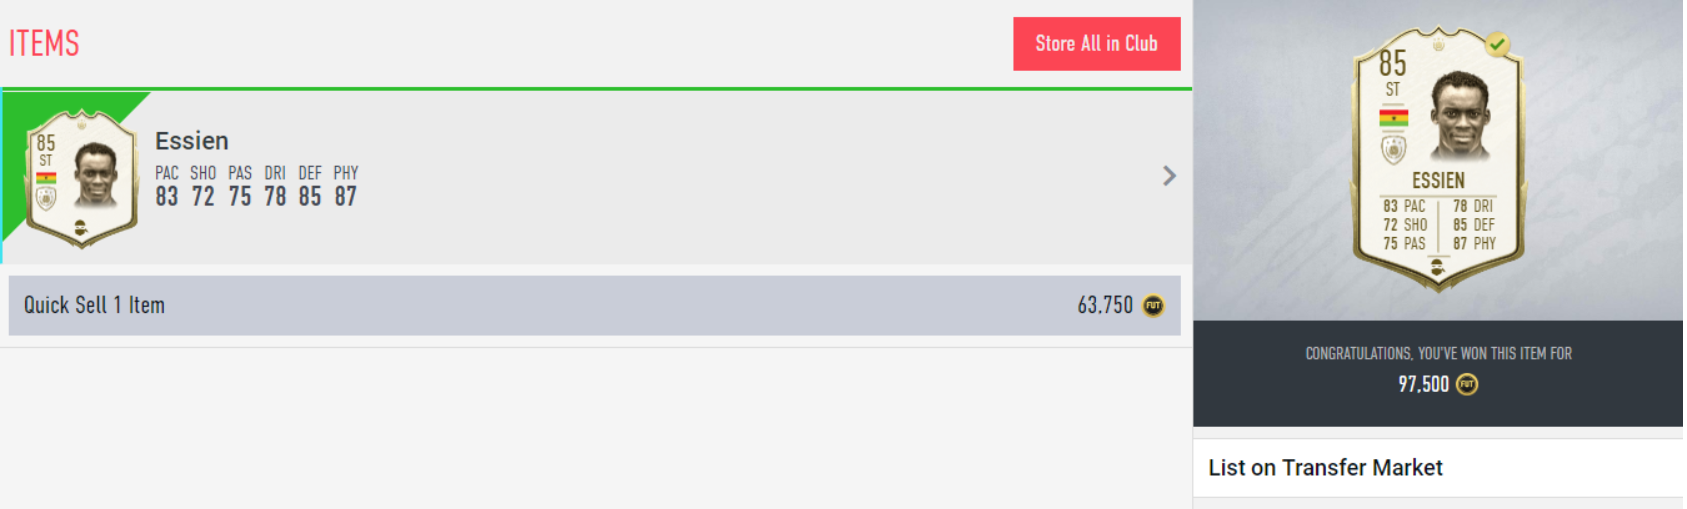 ITEMS
Store All in Club
85
ST
Essien
PAC SHO PAS DRI DEF PHY
83 72 75 78 85 87
Quick Sell 1 Item
63,750 FUT
85
ST
ESSIEN
83 PAC 78 DRI
72 SHO 85 DEF
75 PAS 87 PHY
CONGRATULATIONS, YOU'VE WON THIS ITEM FOR
97,500 FUT
List on Transfer Market